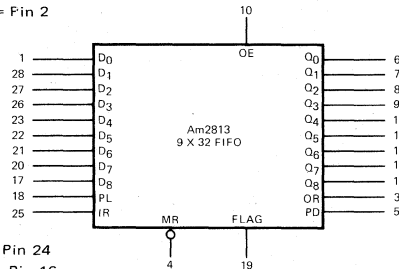 = Pin 2
10
OE
1 D0 Q0 6
28 D1 Q1 7
27 D2 Q2 8
26 D3 Q3 9
23 D4 Q4 1
22 D5 Q5 1
21 D6 Q6 1
20 D7 Q7 1
17 D8 Q8 1
18 PL OR 3
25 IR PD 5
Am2813
9 X 32 FIFO
MR FLAG
4 19
Pin 24